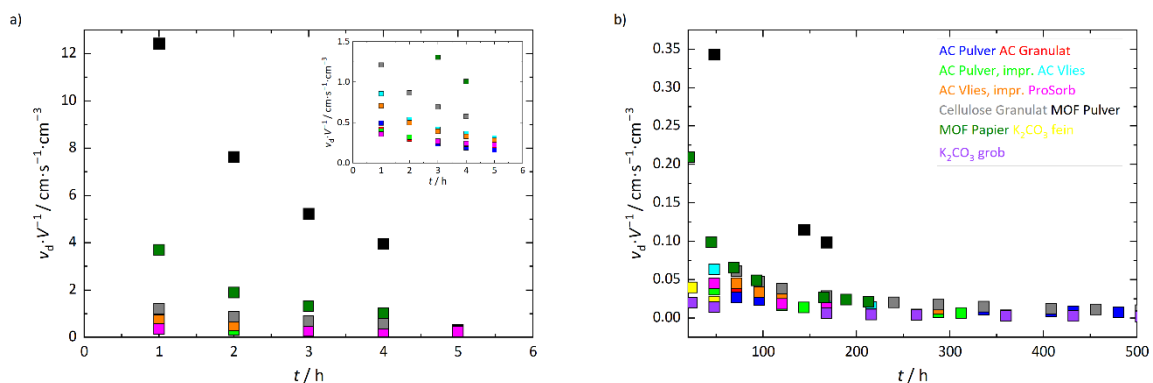 a)
12
10
8
6
4
2
0
0 1 2 3 4 5 6
t / h
v_d·V⁻¹ / cm·s⁻¹·cm⁻³
1.5
1.0
0.5
0.0
0 1 2 3 4 5 6
t / h
v_d·V⁻¹ / cm·s⁻¹·cm⁻³
b)
0.35
0.30
0.25
0.20
0.15
0.10
0.05
0.00
100 200 300 400 500
t / h
v_d·V⁻¹ / cm·s⁻¹·cm⁻³
AC Pulver AC Granulat
AC Pulver, impr. AC Vlies
AC Vlies, impr. ProSorb
Cellulose Granulat MOF Pulver
MOF Papier K₂CO₃ fein
K₂CO₃ grob